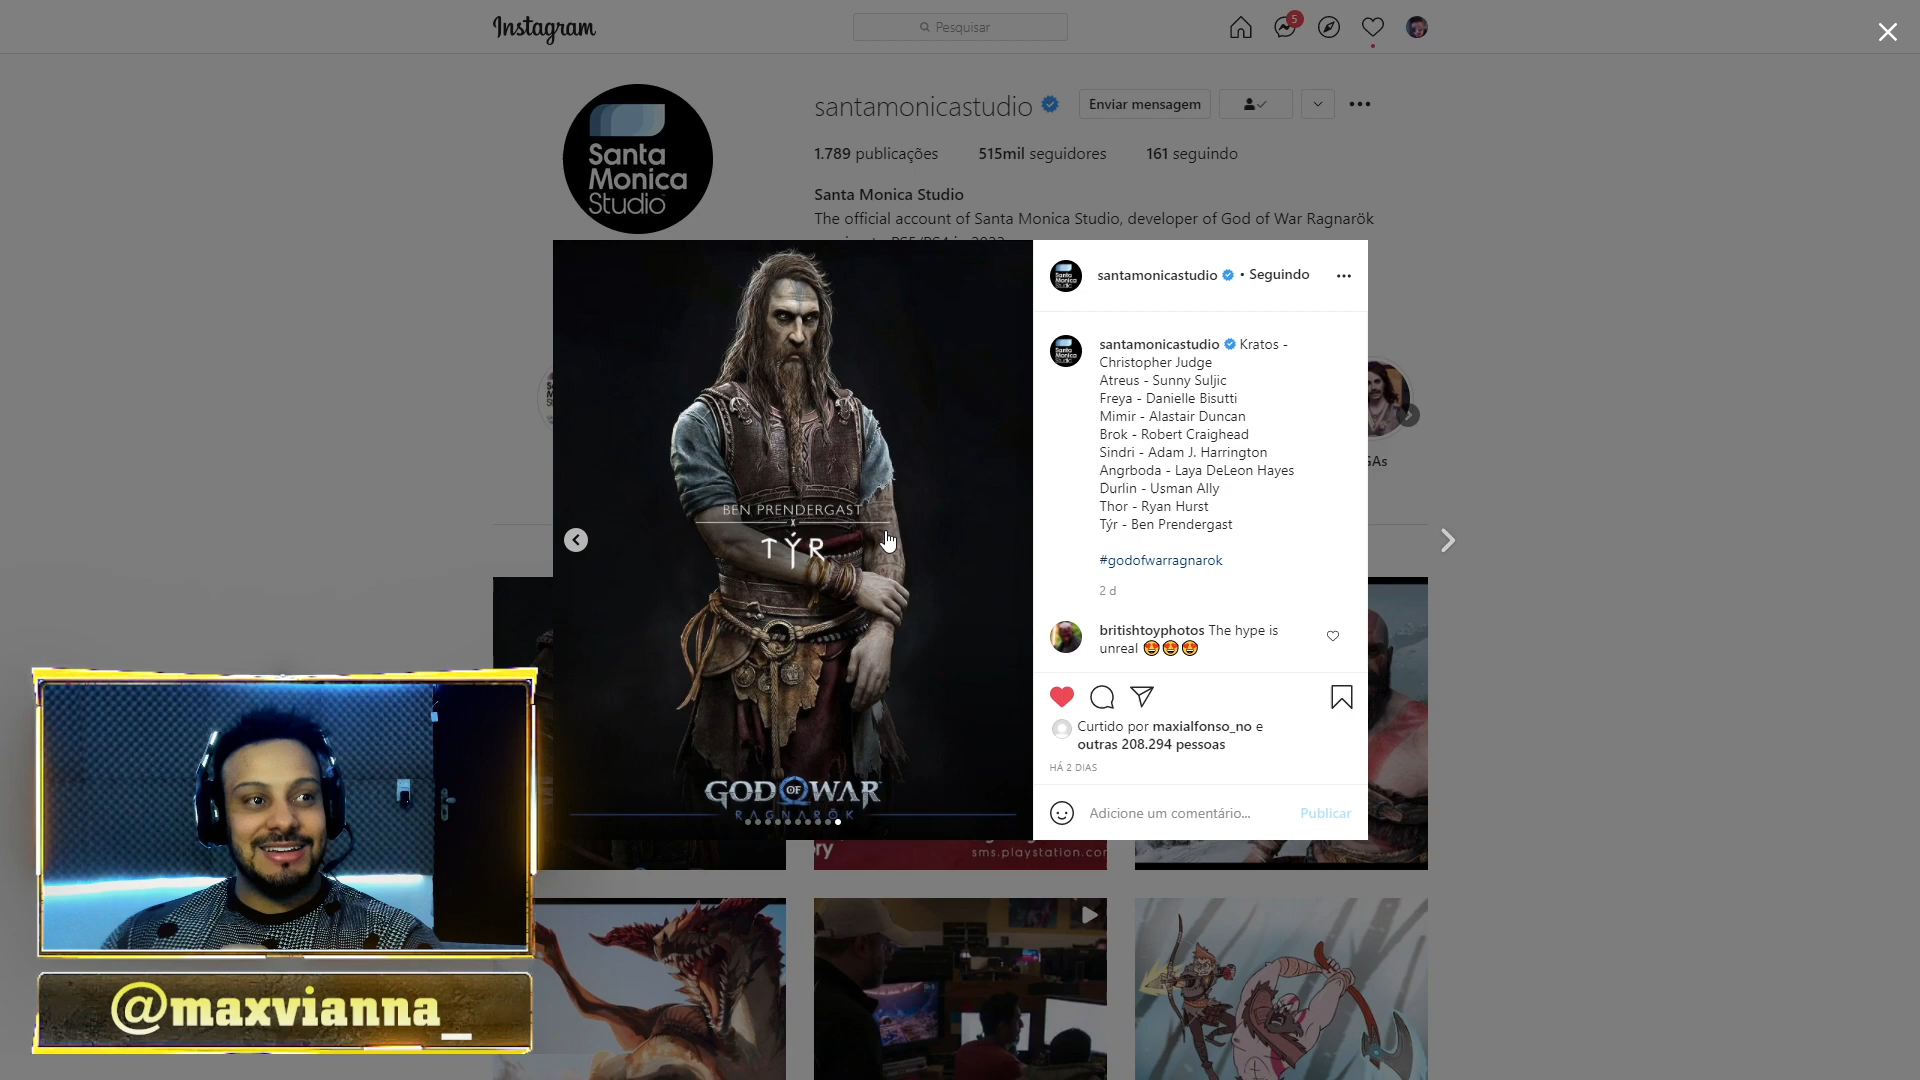 Instagram
Pesquisar
5
santamonicastudio
Enviar mensagem
1.789 publicações 515mil seguidores 161 seguindo
Santa Monica Studio
The official account of Santa Monica Studio, developer of God of War Ragnarök
Santa
Monica
Studio
BEN PRENDERGAST
X
TÝR
GOD OF WAR
RAGNARÖK
santamonicastudio • Seguindo
santamonicastudio Kratos -
Christopher Judge
Atreus - Sunny Suljic
Freya - Danielle Bisutti
Mimir - Alastair Duncan
Brok - Robert Craighead
Sindri - Adam J. Harrington
Angrboda - Laya DeLeon Hayes
Durlin - Usman Ally
Thor - Ryan Hurst
Týr - Ben Prendergast
#godofwarragnarok
2 d
britishtoyphotos The hype is
unreal 😍😍😍
Curtido por maxialfonso_no e
outras 208.294 pessoas
HÁ 2 DIAS
Adicione um comentário...
Publicar
sms.playstation.cor
@maxvianna_